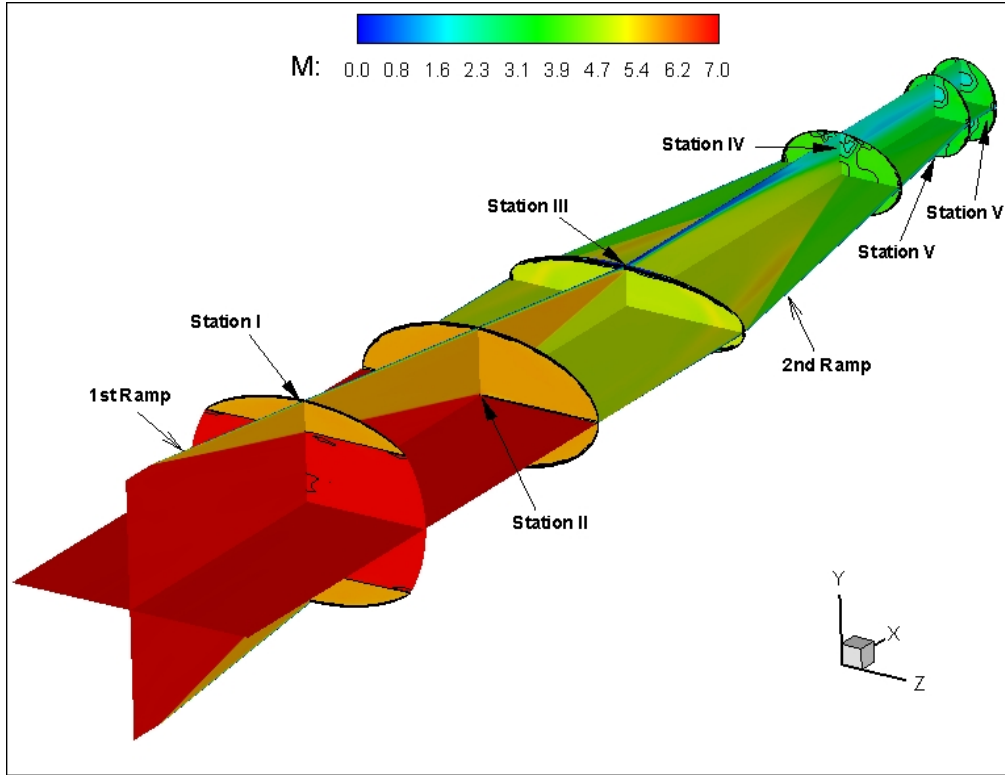 M: 0.0 0.8 1.6 2.3 3.1 3.9 4.7 5.4 6.2 7.0
Station IV
Station III
Station V
Station V
Station I
2nd Ramp
1st Ramp
Station II
Y
X
Z